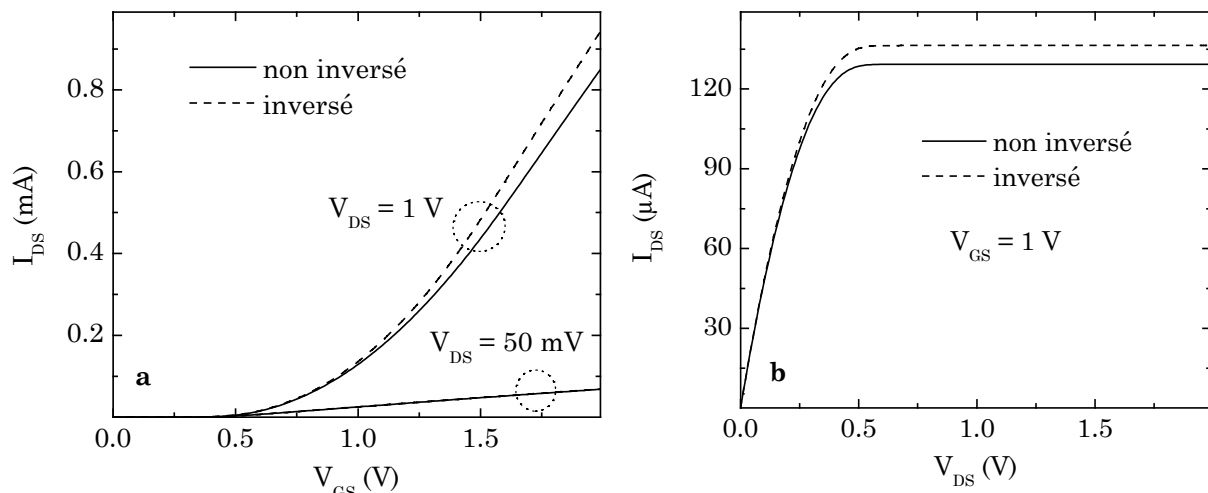 non inversé
inversé
V_DS = 1 V
V_DS = 50 mV
a
0.8
0.6
0.4
0.2
0.0
0.5
1.0
1.5
I_DS (mA)
V_GS (V)
non inversé
inversé
V_GS = 1 V
b
120
90
60
30
0.0
0.5
1.0
1.5
I_DS (µA)
V_DS (V)